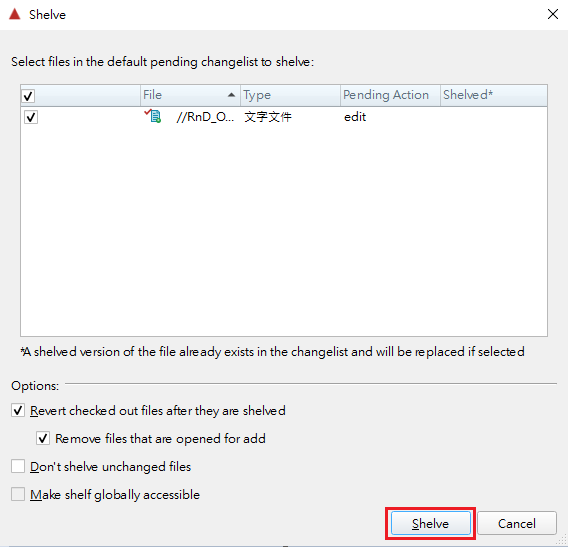 Shelve
Select files in the default pending changelist to shelve:
File Type Pending Action Shelved*
//RnD_O... 文字文件 edit
*A shelved version of the file already exists in the changelist and will be replaced if selected
Options:
Revert checked out files after they are shelved
Remove files that are opened for add
Don't shelve unchanged files
Make shelf globally accessible
Shelve Cancel